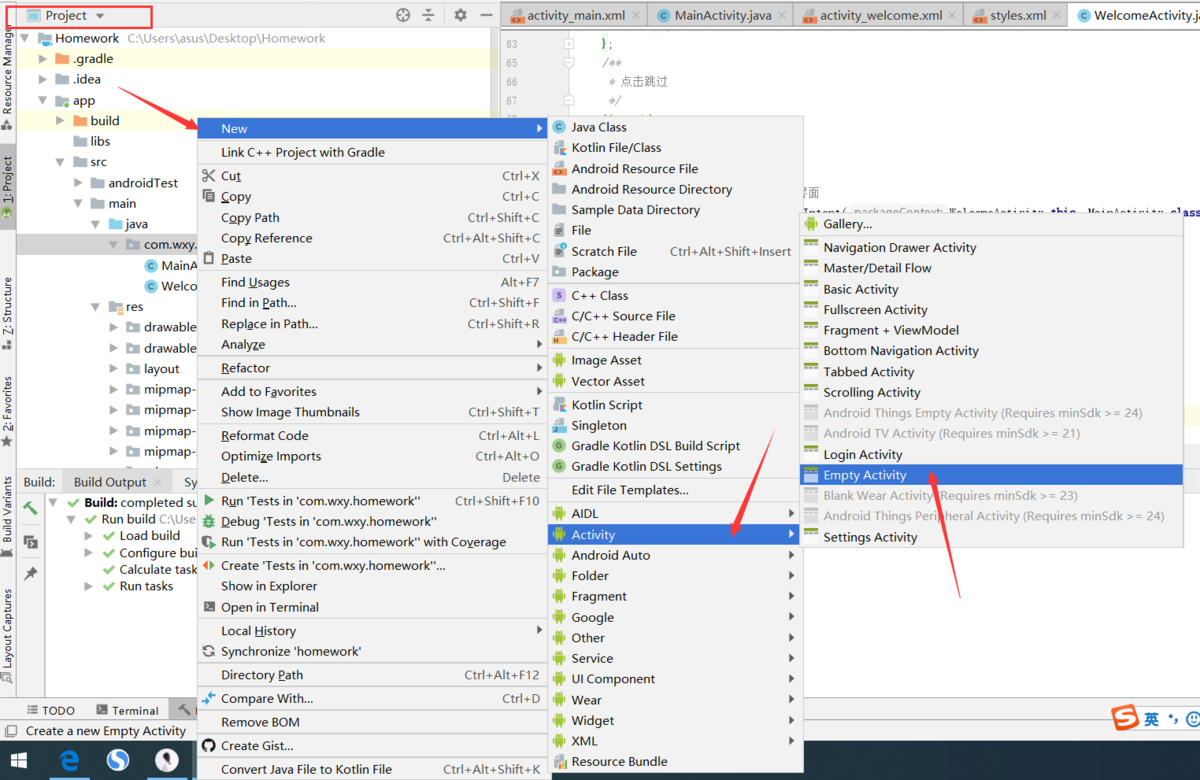 Project
activity_main.xml
MainActivity.java
activity_welcome.xml
styles.xml
WelcomeActivity.j
Resource Manager
1: Project
7: Structure
2: Favorites
Build Variants
Layout Captures
Homework C:\Users\asus\Desktop\Homework
.gradle
.idea
app
build
libs
src
androidTest
main
java
com.wxy.
MainA
Welco
res
drawable
drawable
layout
mipmap-
mipmap-
mipmap-
mipmap-
63 };
65 /**
66 * 点击跳过
67 */
Intent( packageContext: WelcomeActivity.this, MainActivity.class
New
Link C++ Project with Gradle
Cut Ctrl+X
Copy Ctrl+C
Copy Path Ctrl+Shift+C
Copy Reference Ctrl+Alt+Shift+C
Paste Ctrl+V
Find Usages Alt+F7
Find in Path... Ctrl+Shift+F
Replace in Path... Ctrl+Shift+R
Analyze
Refactor
Add to Favorites
Show Image Thumbnails Ctrl+Shift+T
Reformat Code Ctrl+Alt+L
Optimize Imports Ctrl+Alt+O
Delete... Delete
Run 'Tests in 'com.wxy.homework'' Ctrl+Shift+F10
Debug 'Tests in 'com.wxy.homework''
Run 'Tests in 'com.wxy.homework'' with Coverage
Create 'Tests in 'com.wxy.homework''...
Show in Explorer
Open in Terminal
Local History
Synchronize 'homework'
Directory Path Ctrl+Alt+F12
Compare With... Ctrl+D
Remove BOM
Create Gist...
Convert Java File to Kotlin File Ctrl+Alt+Shift+K
Java Class
Kotlin File/Class
Android Resource File
Android Resource Directory
Sample Data Directory
File
Scratch File Ctrl+Alt+Shift+Insert
Package
C++ Class
C/C++ Source File
C/C++ Header File
Image Asset
Vector Asset
Kotlin Script
Singleton
Gradle Kotlin DSL Build Script
Gradle Kotlin DSL Settings
Edit File Templates...
AIDL
Activity
Android Auto
Folder
Fragment
Google
Other
Service
UI Component
Wear
Widget
XML
Resource Bundle
Gallery...
Navigation Drawer Activity
Master/Detail Flow
Basic Activity
Fullscreen Activity
Fragment + ViewModel
Bottom Navigation Activity
Tabbed Activity
Scrolling Activity
Android Things Empty Activity (Requires minSdk >= 24)
Android TV Activity (Requires minSdk >= 21)
Login Activity
Empty Activity
Blank Wear Activity (Requires minSdk >= 23)
Android Things Peripheral Activity (Requires minSdk >= 24)
Settings Activity
Build: Build Output Sy
Build: completed su
Run build C:\Use
Load build
Configure bui
Calculate task
Run tasks
TODO
Terminal
Create a new Empty Activity
S 英